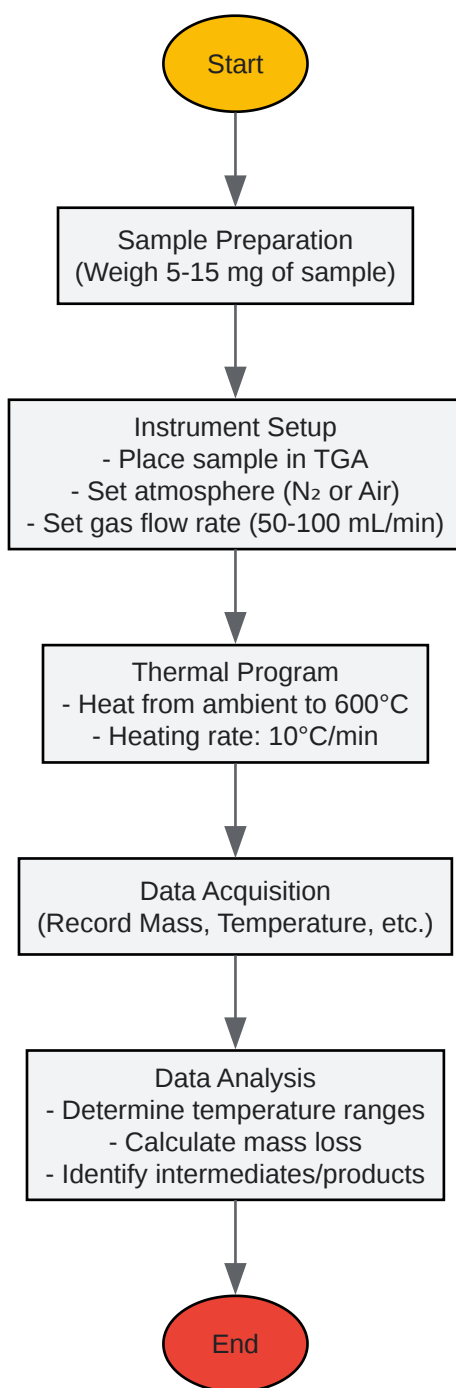 Start
Sample Preparation
(Weigh 5-15 mg of sample)
Instrument Setup
- Place sample in TGA
- Set atmosphere (N₂ or Air)
- Set gas flow rate (50-100 mL/min)
Thermal Program
- Heat from ambient to 600°C
- Heating rate: 10°C/min
Data Acquisition
(Record Mass, Temperature, etc.)
Data Analysis
- Determine temperature ranges
- Calculate mass loss
- Identify intermediates/products
End